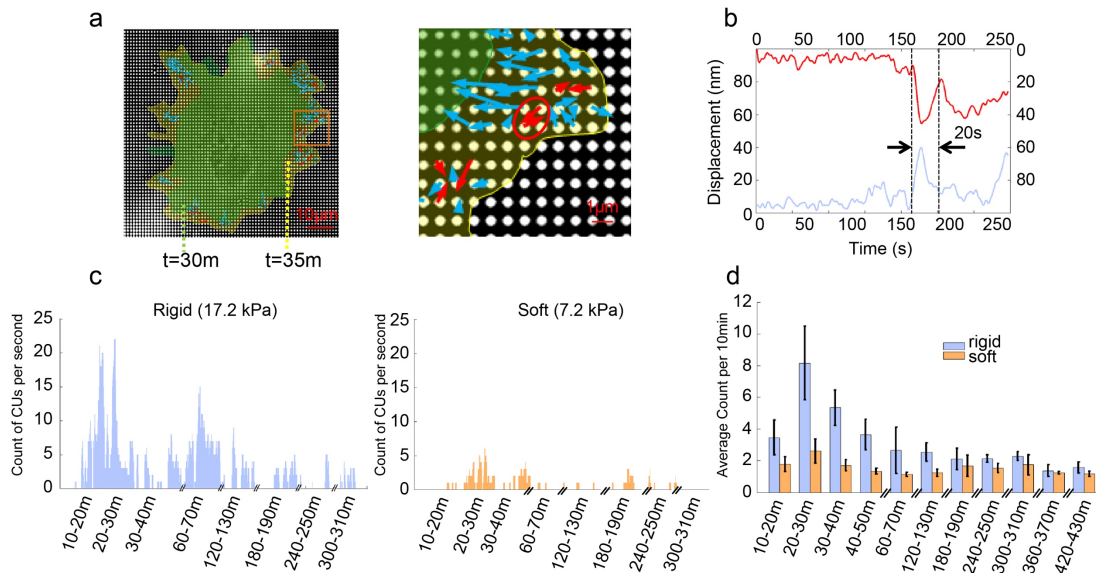 a
10μm
t=30m
t=35m
1μm
b
0 50 100 150 200 250
80
60
40
20
0
0
20
40
60
80
20s
Displacement (nm)
0 50 100 150 200 250
Time (s)
c
Rigid (17.2 kPa)
Count of CUs per second
25
20
15
10
5
0
10-20m
20-30m
30-40m
60-70m
120-130m
180-190m
240-250m
300-310m
Soft (7.2 kPa)
Count of CUs per second
25
20
15
10
5
0
10-20m
20-30m
30-40m
60-70m
120-130m
180-190m
240-250m
300-310m
d
Average Count per 10min
12
10
8
6
4
2
0
rigid
soft
10-20m
20-30m
30-40m
40-50m
60-70m
120-130m
180-190m
240-250m
300-310m
360-370m
420-430m